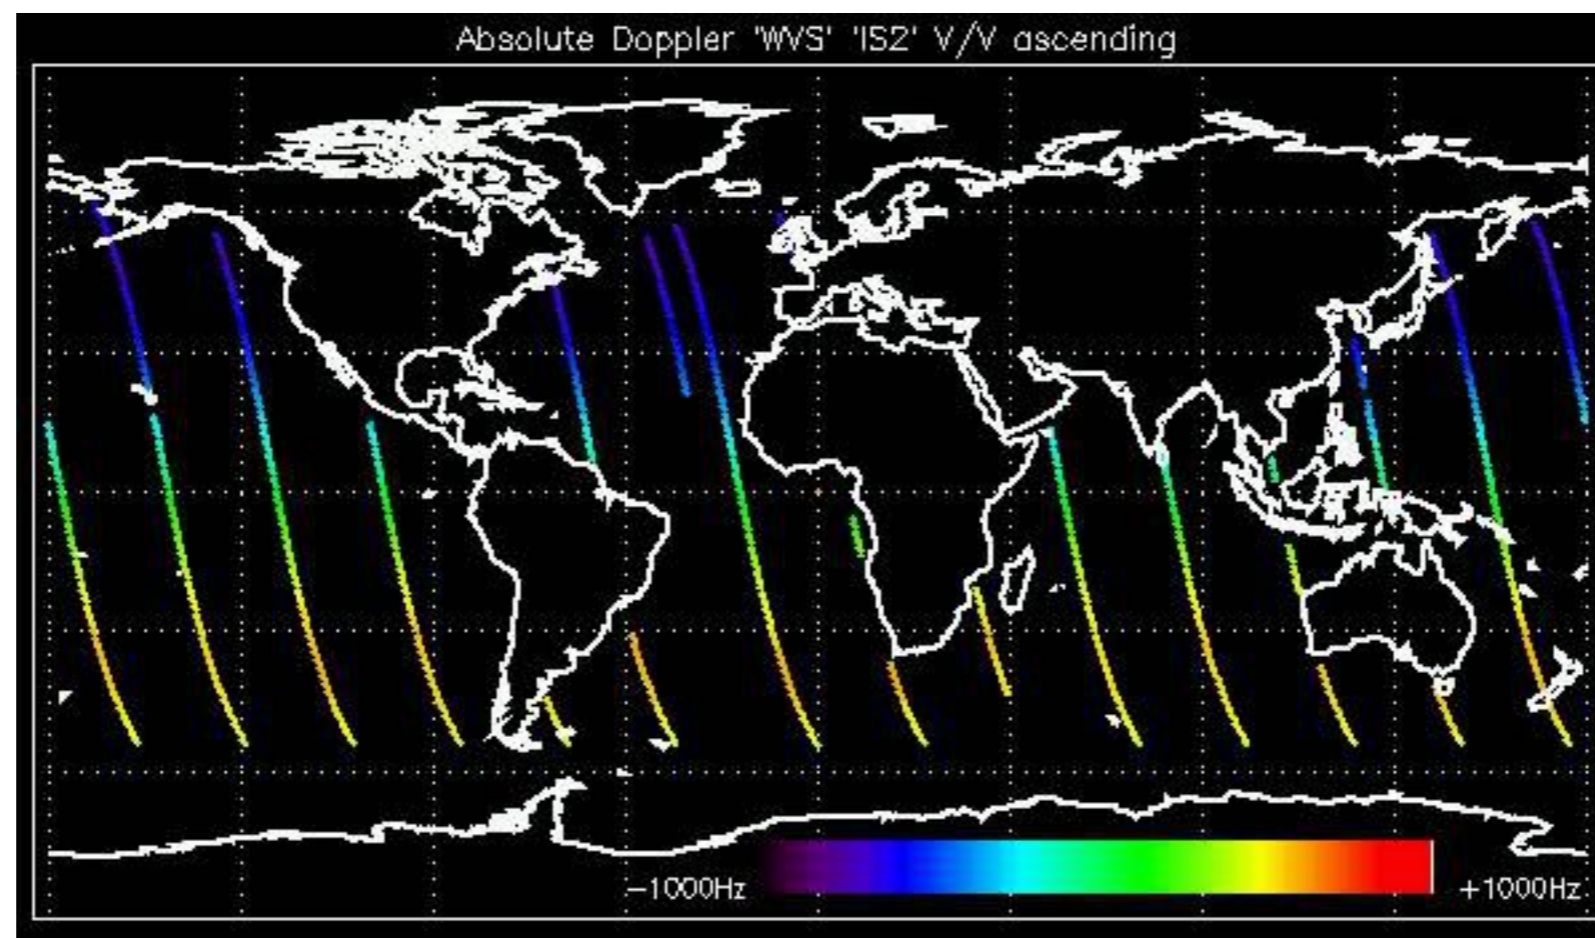 Absolute Doppler 'WVS' 'IS2' V/V ascending
−1000Hz
+1000Hz